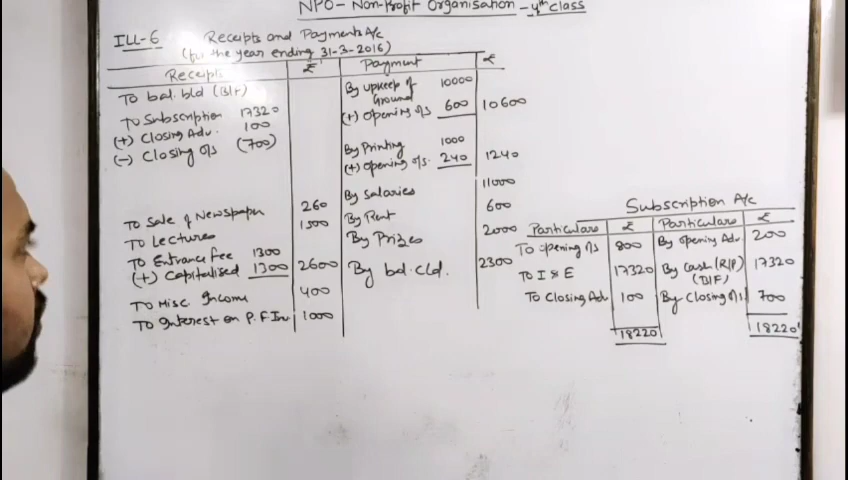 NPO - Non-Profit Organisation - 4th Class
ILL-6 Receipts and Payments A/c
(for the year ending 31-3-2016)
Receipts ₹ Payment ₹
To bal. b/d (B/F)
To Subscription 17320
(+) Closing Adv. 100
(-) Closing o/s (700)
To Sale of Newspaper 260
To Lectures 1500
To Entrance Fee 1300
(+) Capitalised 1300 2600
To Misc Income 400
To Interest on P.F Inv. 1000
By upkeep of 10000
Ground
(+) Opening o/s 600 10600
By Printing 1000
(+) Opening o/s. 240 1240
By Salaries 11000
By Rent 600
By Prizes 2000
By bal. c/d. 2300
Subscription A/c
Particulars ₹ Particulars ₹
To opening o/s 800 By opening Adv 200
To I & E 17320 By Cash (R/P) 17320
(B/F)
To Closing Adv 100 By Closing o/s 700
18220 18220